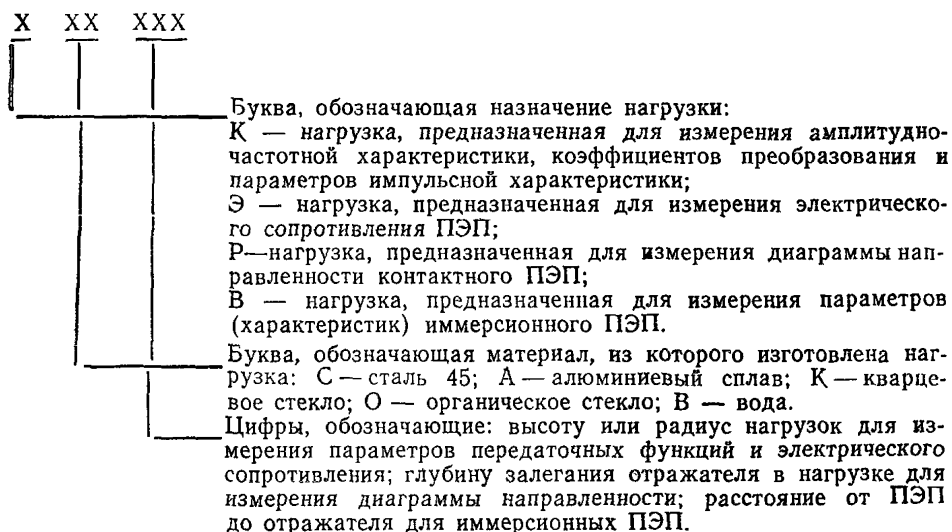 X XX XXX
Буква, обозначающая назначение нагрузки:
К — нагрузка, предназначенная для измерения амплитудно-
частотной характеристики, коэффициентов преобразования и
параметров импульсной характеристики;
Э — нагрузка, предназначенная для измерения электрическо-
го сопротивления ПЭП;
Р—нагрузка, предназначенная для измерения диаграммы нап-
равленности контактного ПЭП;
В — нагрузка, предназначенная для измерения параметров
(характеристик) иммерсионного ПЭП.
Буква, обозначающая материал, из которого изготовлена наг-
рузка: С — сталь 45; А — алюминиевый сплав; К — кварце-
вое стекло; О — органическое стекло; В — вода.
Цифры, обозначающие: высоту или радиус нагрузок для из-
мерения параметров передаточных функций и электрического
сопротивления; глубину залегания отражателя в нагрузке для
измерения диаграммы направленности; расстояние от ПЭП
до отражателя для иммерсионных ПЭП.